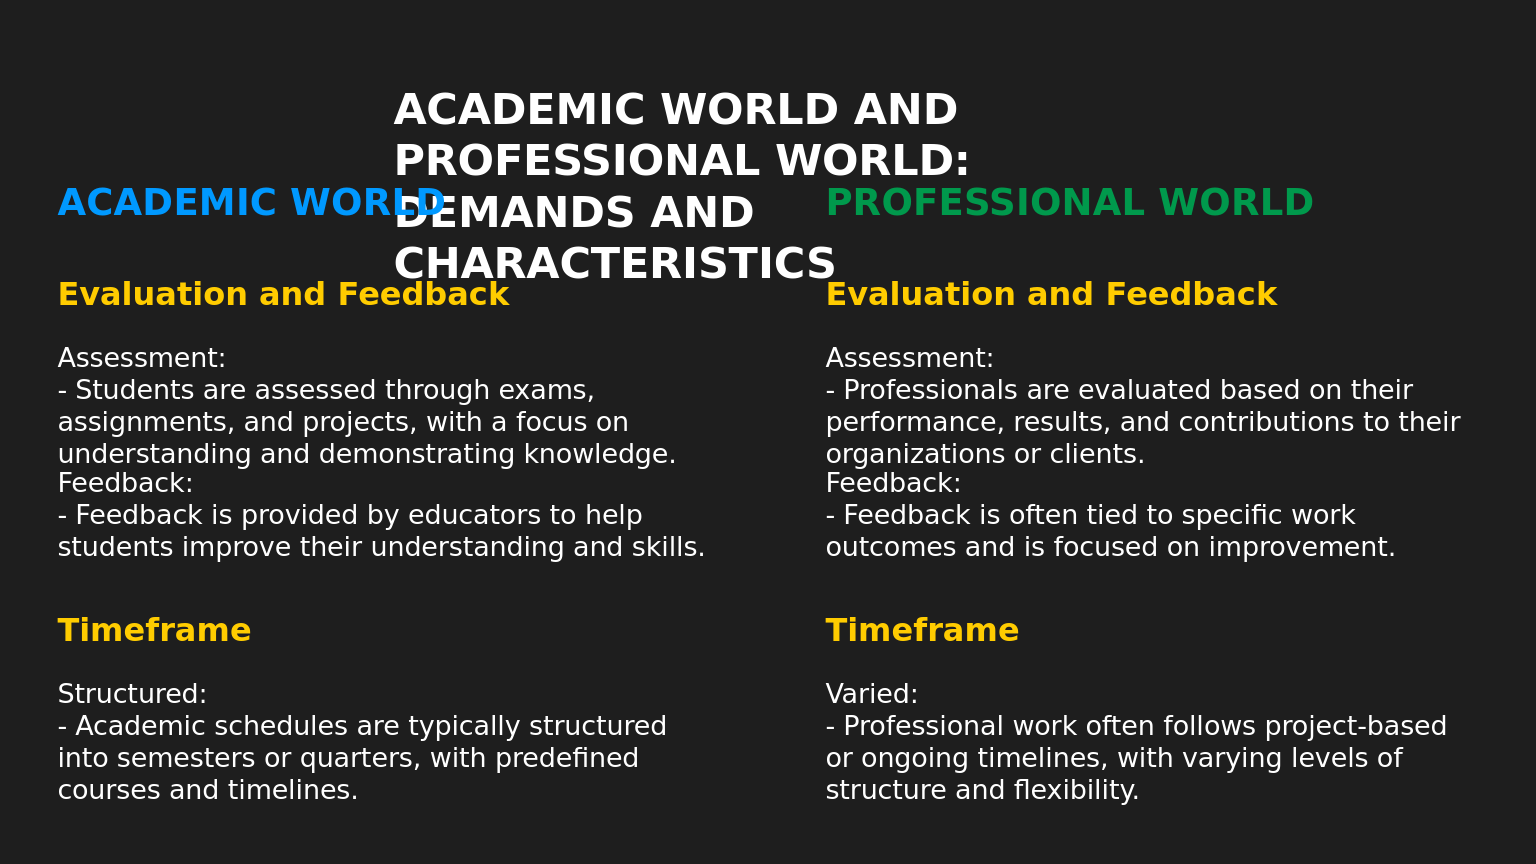 ACADEMIC WORLD AND
PROFESSIONAL WORLD:
DEMANDS AND
CHARACTERISTICS
ACADEMIC WORLD
Evaluation and Feedback
Assessment:
- Students are assessed through exams,
assignments, and projects, with a focus on
understanding and demonstrating knowledge.
Feedback:
- Feedback is provided by educators to help
students improve their understanding and skills.
Timeframe
Structured:
- Academic schedules are typically structured
into semesters or quarters, with predefined
courses and timelines.
PROFESSIONAL WORLD
Evaluation and Feedback
Assessment:
- Professionals are evaluated based on their
performance, results, and contributions to their
organizations or clients.
Feedback:
- Feedback is often tied to specific work
outcomes and is focused on improvement.
Timeframe
Varied:
- Professional work often follows project-based
or ongoing timelines, with varying levels of
structure and flexibility.